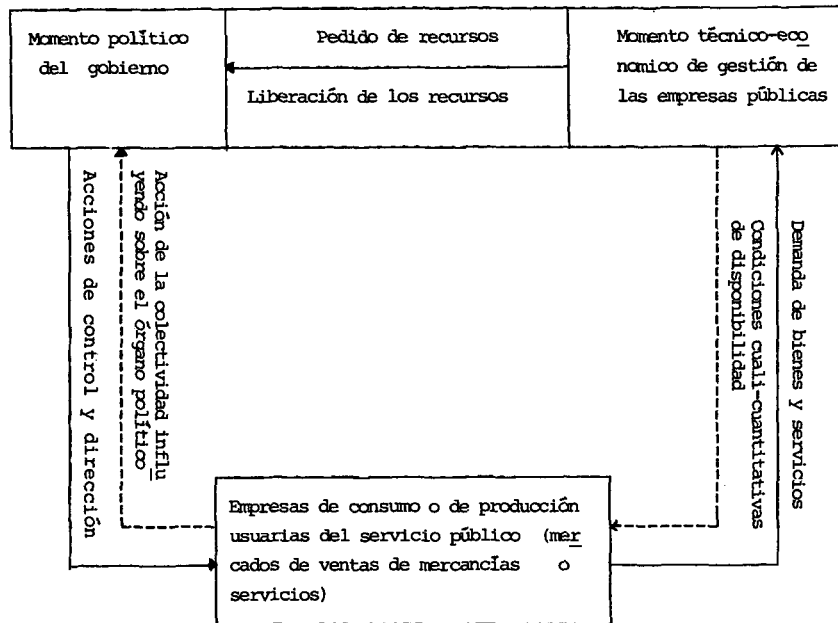 Momento político
del gobierno
Pedido de recursos
Liberación de los recursos
Momento técnico-eco
nomico de gestión de
las empresas públicas
Acciones de control y dirección
Acción de la colectividad influ
yendo sobre el órgano político
Condiciones cuali-cuantitativas
de disponibilidad
Demanda de bienes y servicios
Empresas de consumo o de producción
usuarias del servicio público (mer
cados de ventas de mercancías o
servicios)